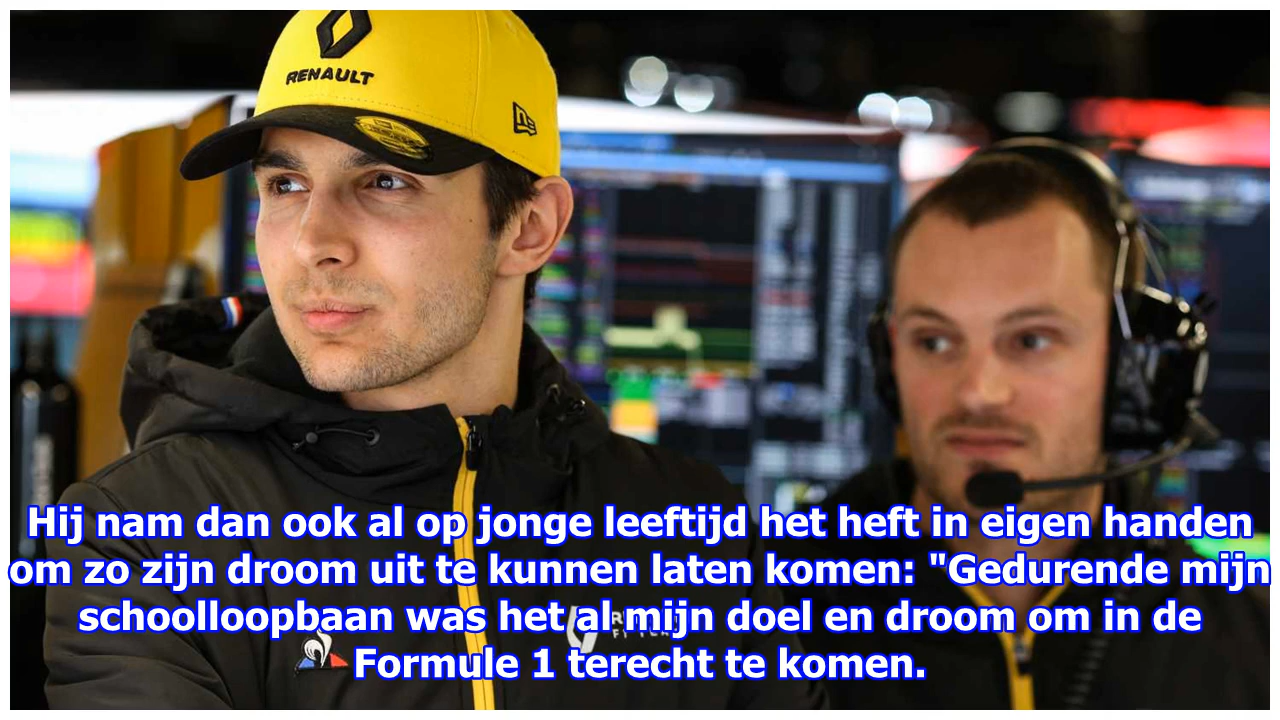 RENAULT
Hij nam dan ook al op jonge leeftijd het heft in eigen handen
om zo zijn droom uit te kunnen laten komen: "Gedurende mijn
schoolloopbaan was het al mijn doel en droom om in de
Formule 1 terecht te komen.